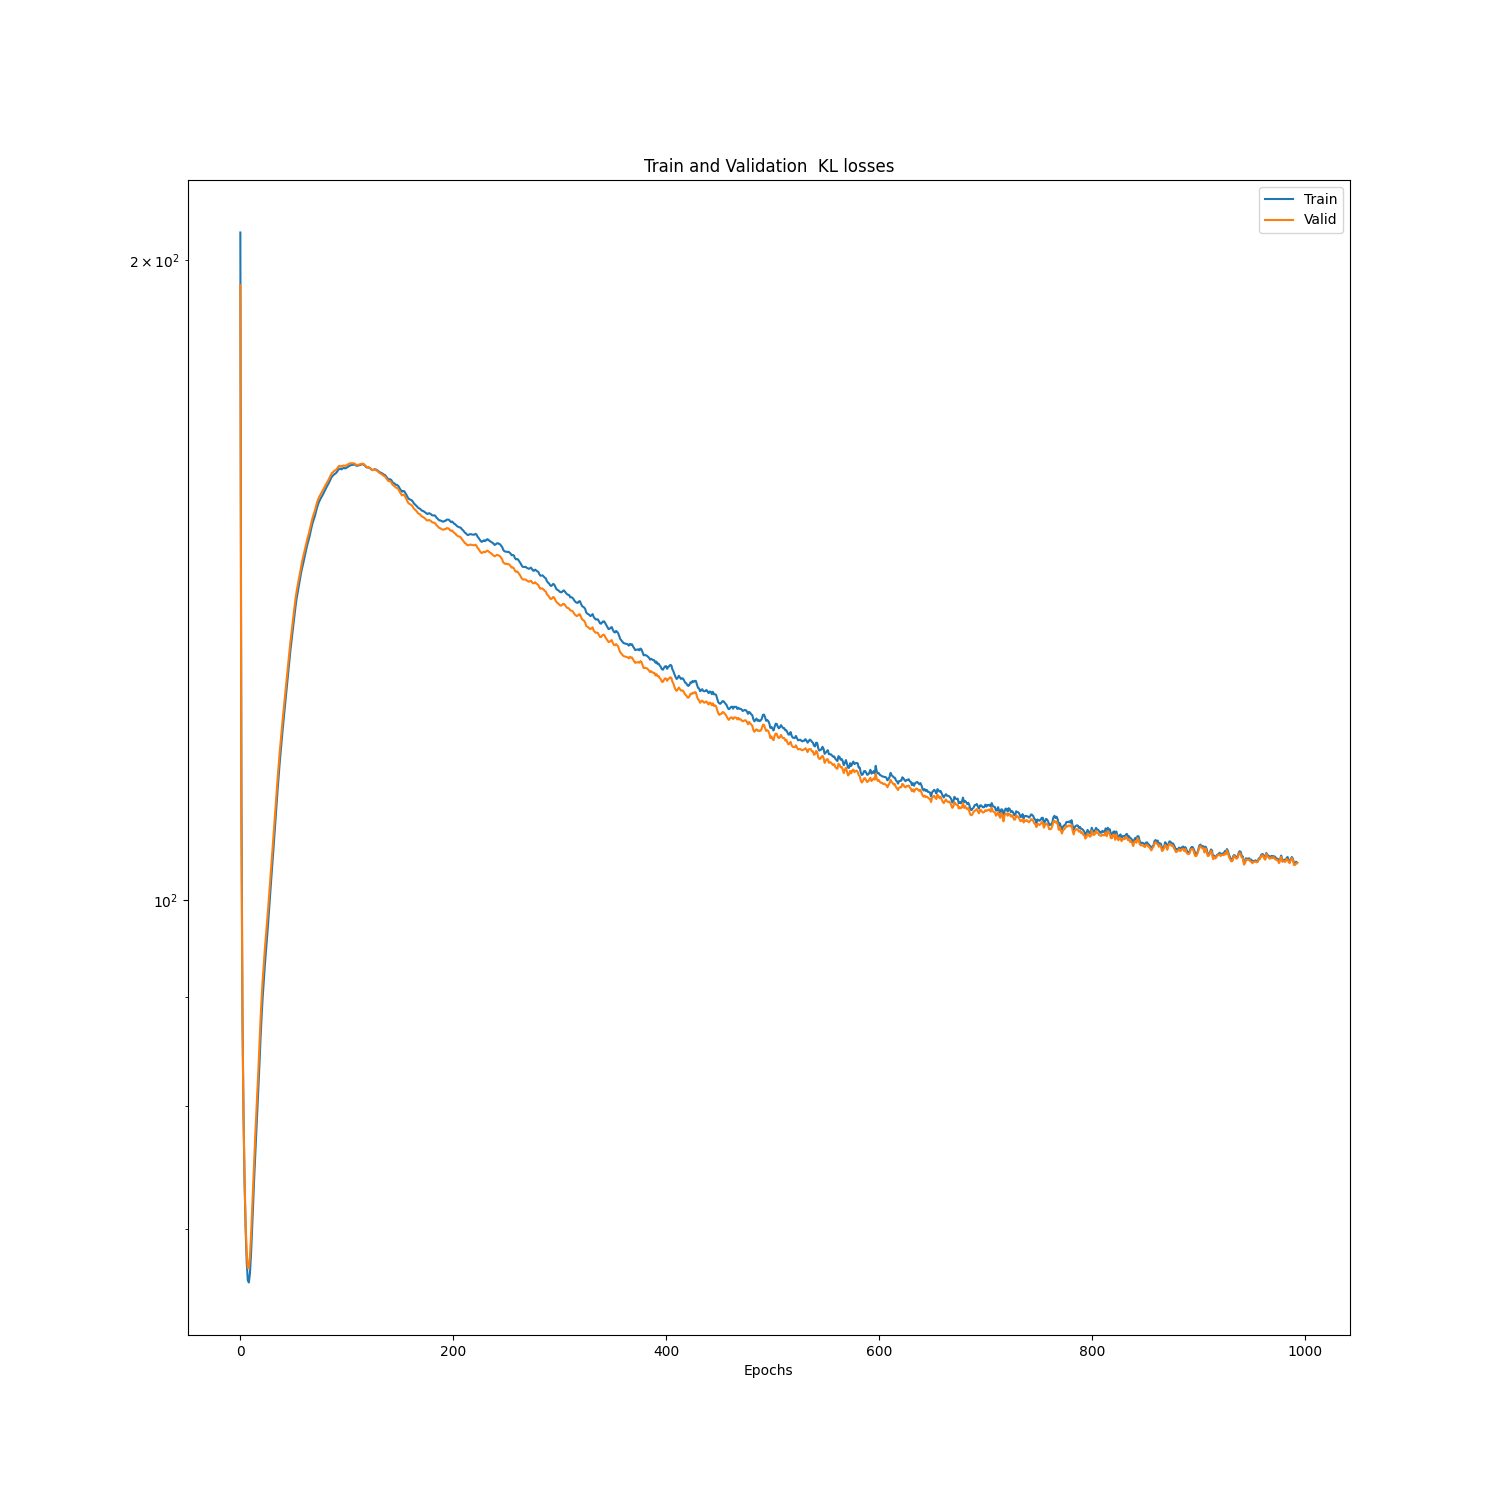 Train and Validation  KL losses
Train
Valid
2 × 10²
10²
0 200 400 600 800 1000
Epochs